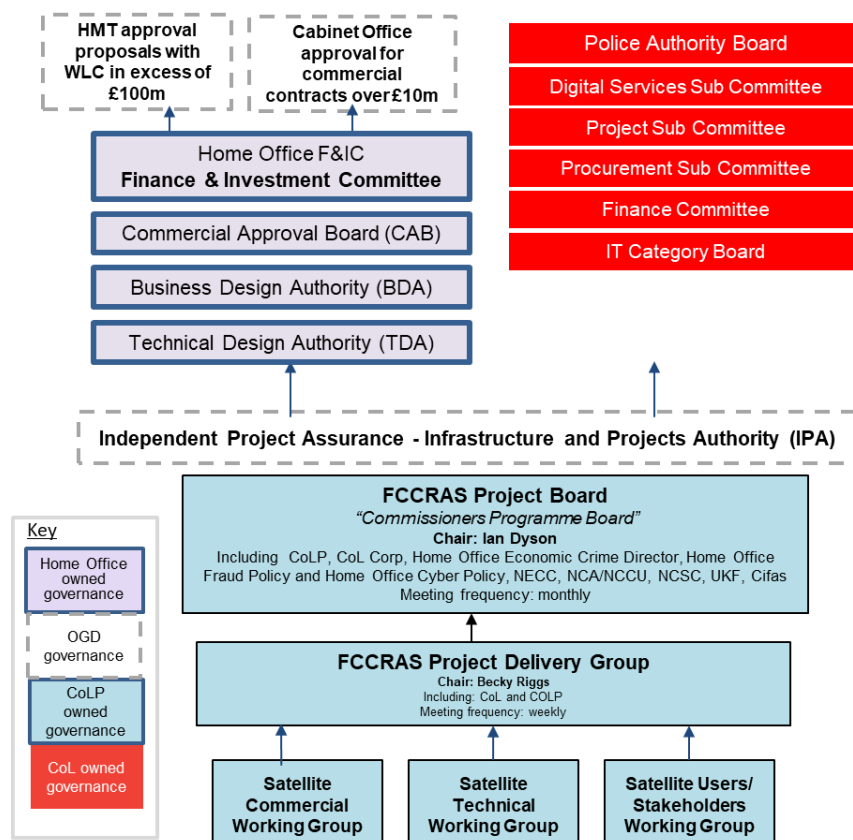 HMT approval
proposals with
WLC in excess of
£100m
Cabinet Office
approval for
commercial
contracts over £10m
Home Office F&IC
Finance & Investment Committee
Commercial Approval Board (CAB)
Business Design Authority (BDA)
Technical Design Authority (TDA)
Police Authority Board
Digital Services Sub Committee
Project Sub Committee
Procurement Sub Committee
Finance Committee
IT Category Board
Independent Project Assurance - Infrastructure and Projects Authority (IPA)
FCCRAS Project Board
“Commissioners Programme Board”
Chair: Ian Dyson
Including CoLP, CoL Corp, Home Office Economic Crime Director, Home Office
Fraud Policy and Home Office Cyber Policy, NECC, NCA/NCCU, NCSC, UKF, Cifas
Meeting frequency: monthly
FCCRAS Project Delivery Group
Chair: Becky Riggs
Including: CoL and COLP
Meeting frequency: weekly
Satellite
Commercial
Working Group
Satellite
Technical
Working Group
Satellite Users/
Stakeholders
Working Group
Key
Home Office
owned
governance
OGD
governance
CoLP
owned
governance
CoL owned
governance